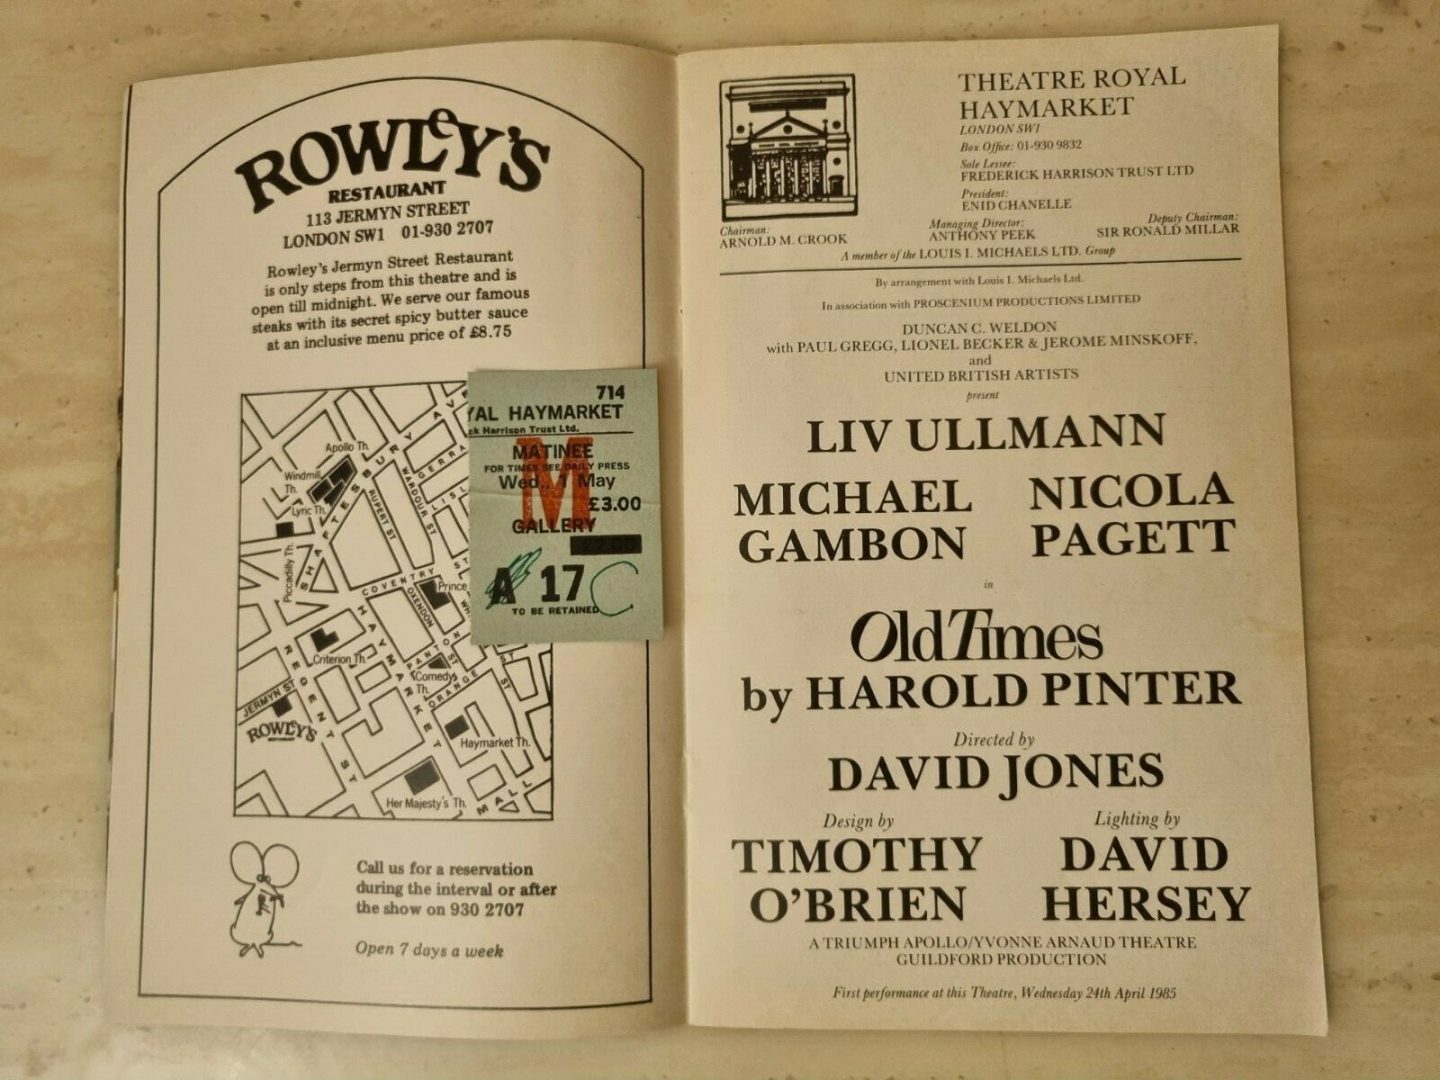 ROWLEY'S
RESTAURANT
113 JERMYN STREET
LONDON SW1 01-930 2707
Rowley's Jermyn Street Restaurant
is only steps from this theatre and is
open till midnight. We serve our famous
steaks with its secret spicy butter sauce
at an inclusive menu price of £8.75
Apollo Th.
Windmill
Th.
Lyric Th.
Piccadilly Th.
SHAFTESBURY AVE
RUPERT ST
WARDOUR ST
GERRA
LISL
COVENTRY ST
OXENDON
Prince
WH
HAYMARKET
Criterion Th.
PANTON ST
Comedy
Th.
ORANGE
ST
REGENT ST
JERMYN ST
ROWLEY'S
RESTAURANT
Haymarket Th.
Her Majesty's Th.
MALL
Call us for a reservation
during the interval or after
the show on 930 2707
Open 7 days a week
714
YAL HAYMARKET
ck Harrison Trust Ltd.
M
MATINEE
FOR TIMES SEE DAILY PRESS
Wed., 1 May
£3.00
GALLERY
A 17 C
TO BE RETAINED
THEATRE ROYAL
HAYMARKET
LONDON SW1
Box Office: 01-930 9832
Sole Lessee:
FREDERICK HARRISON TRUST LTD
President:
ENID CHANELLE
Chairman:
ARNOLD M. CROOK
Managing Director:
ANTHONY PEEK
Deputy Chairman:
SIR RONALD MILLAR
A member of the LOUIS I. MICHAELS LTD. Group
By arrangement with Louis I. Michaels Ltd.
In association with PROSCENIUM PRODUCTIONS LIMITED
DUNCAN C. WELDON
with PAUL GREGG, LIONEL BECKER & JEROME MINSKOFF,
and
UNITED BRITISH ARTISTS
present
LIV ULLMANN
MICHAEL
GAMBON
NICOLA
PAGETT
in
Old Times
by HAROLD PINTER
Directed by
DAVID JONES
Design by
TIMOTHY
O'BRIEN
Lighting by
DAVID
HERSEY
A TRIUMPH APOLLO/YVONNE ARNAUD THEATRE
GUILDFORD PRODUCTION
First performance at this Theatre, Wednesday 24th April 1985